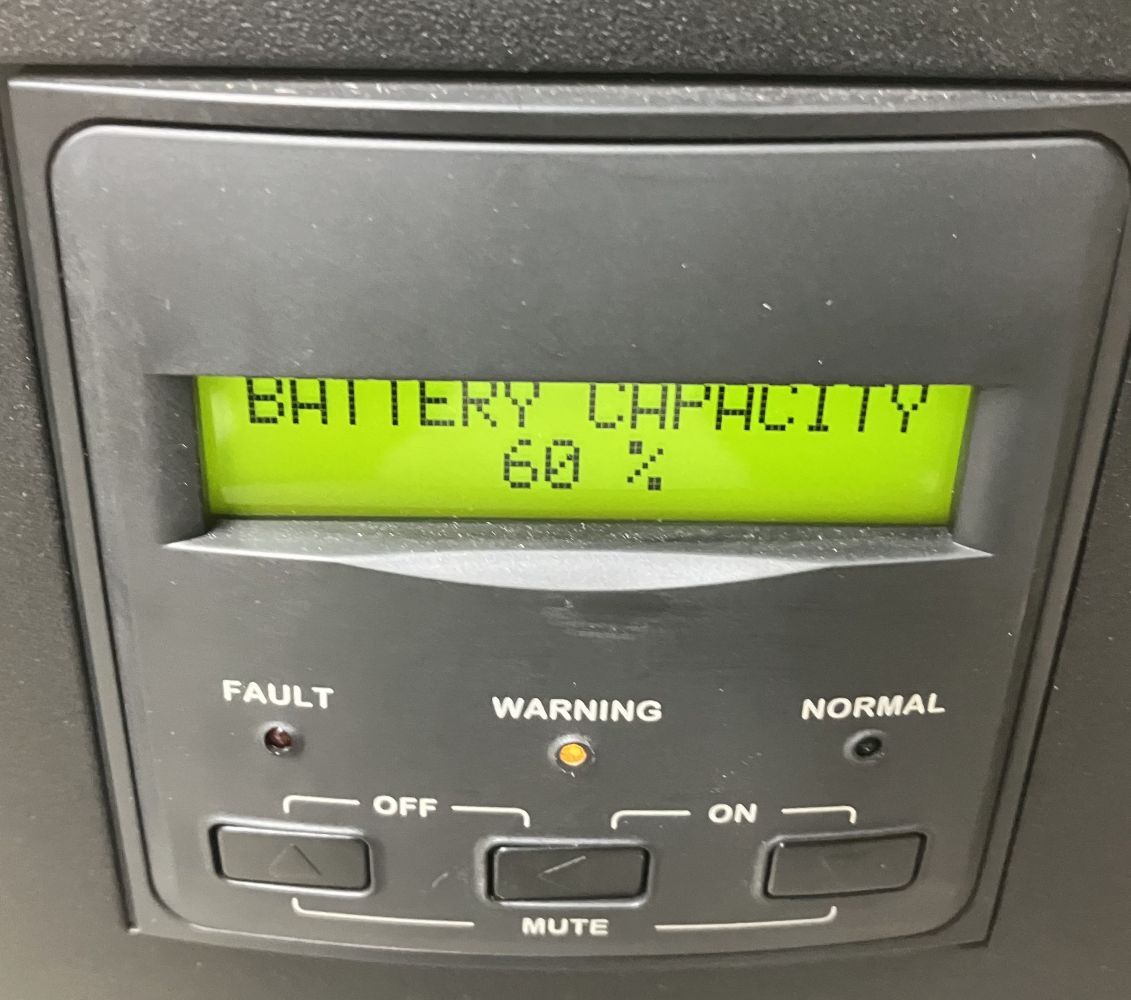 BATTERY CAPACITY
60 %
FAULT
WARNING
NORMAL
OFF
ON
MUTE